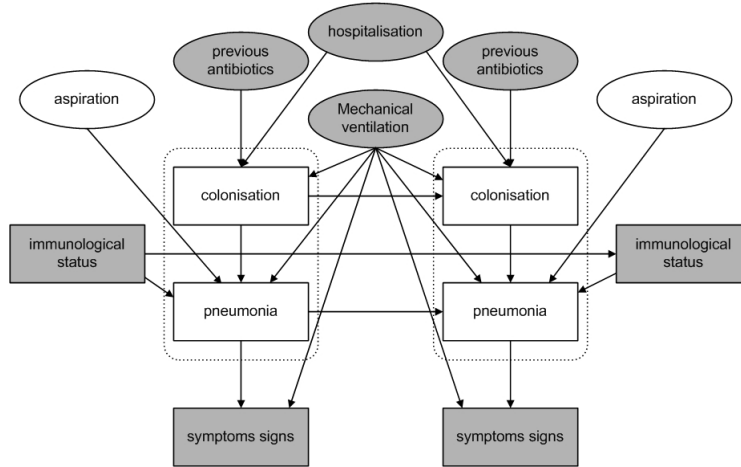 hospitalisation
previous
antibiotics
previous
antibiotics
aspiration
Mechanical
ventilation
aspiration
colonisation
colonisation
immunological
status
immunological
status
pneumonia
pneumonia
symptoms signs
symptoms signs